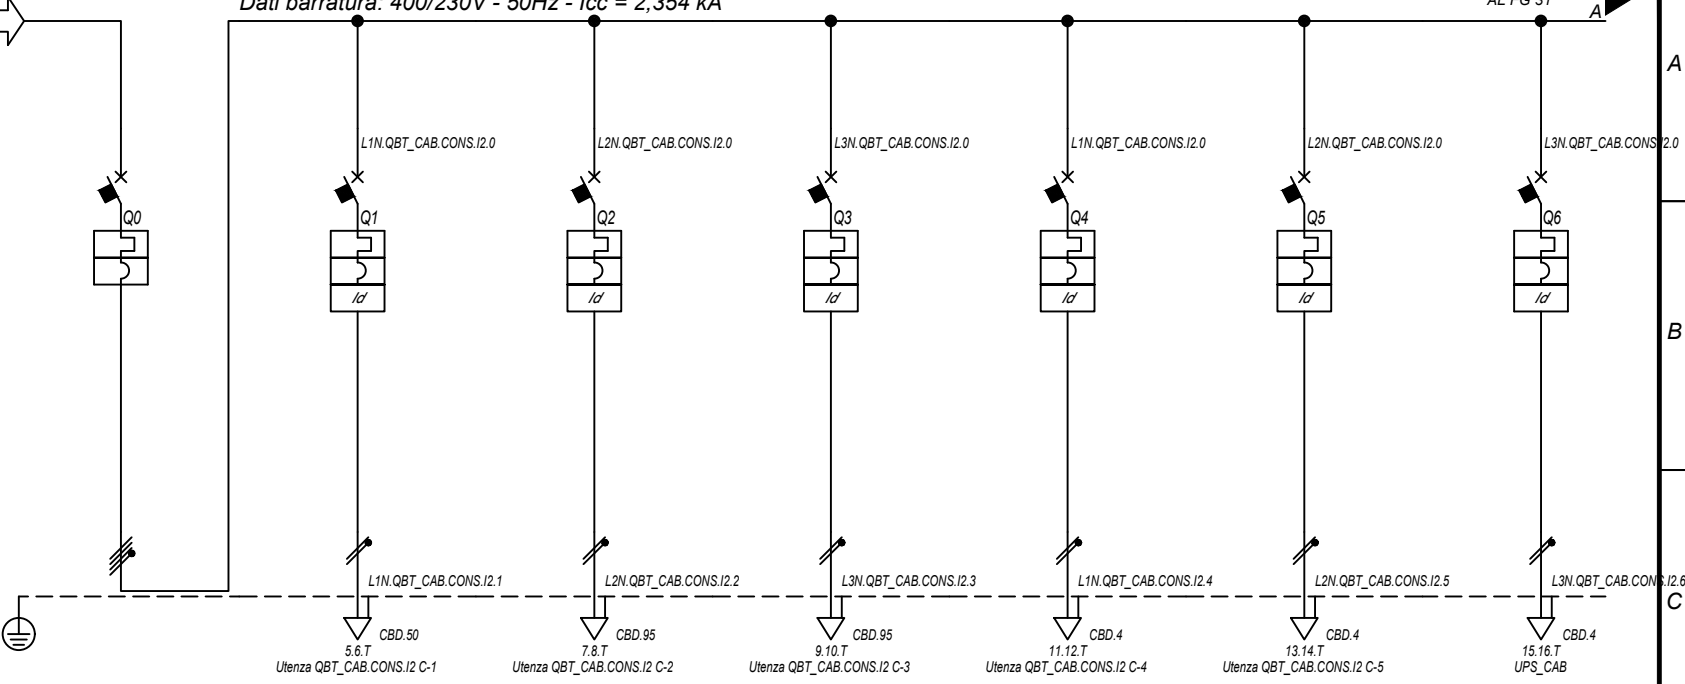 Dati barratura: 400/230V - 50Hz - Icc = 2,354 kA
A
A
L1N.QBT_CAB.CONS.I2.0
L2N.QBT_CAB.CONS.I2.0
L3N.QBT_CAB.CONS.I2.0
L1N.QBT_CAB.CONS.I2.0
L2N.QBT_CAB.CONS.I2.0
L3N.QBT_CAB.CONS.I2.0
Q0
Q1
Q2
Q3
Q4
Q5
Q6
Id
Id
Id
Id
Id
Id
B
L1N.QBT_CAB.CONS.I2.1
L2N.QBT_CAB.CONS.I2.2
L3N.QBT_CAB.CONS.I2.3
L1N.QBT_CAB.CONS.I2.4
L2N.QBT_CAB.CONS.I2.5
L3N.QBT_CAB.CONS.I2.6
C
CBD.50
CBD.95
CBD.95
CBD.4
CBD.4
CBD.4
5.6.T
7.8.T
9.10.T
11.12.T
13.14.T
15.16.T
Utenza QBT_CAB.CONS.I2 C-1
Utenza QBT_CAB.CONS.I2 C-2
Utenza QBT_CAB.CONS.I2 C-3
Utenza QBT_CAB.CONS.I2 C-4
Utenza QBT_CAB.CONS.I2 C-5
UPS_CAB